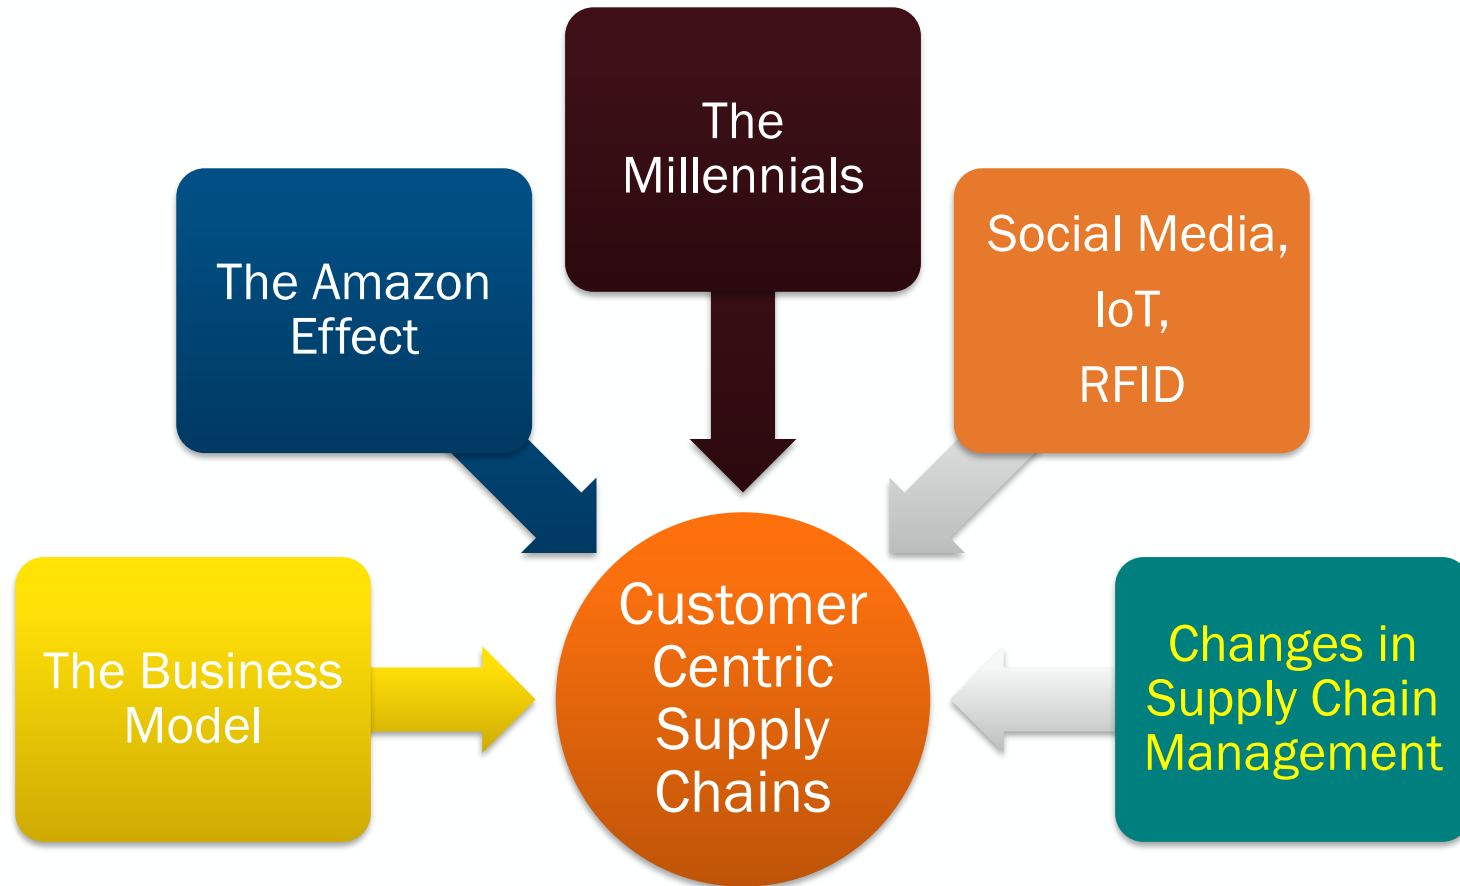 The
Millennials
The Amazon
Effect
Social Media,
IoT,
RFID
The Business
Model
Customer
Centric
Supply
Chains
Changes in
Supply Chain
Management